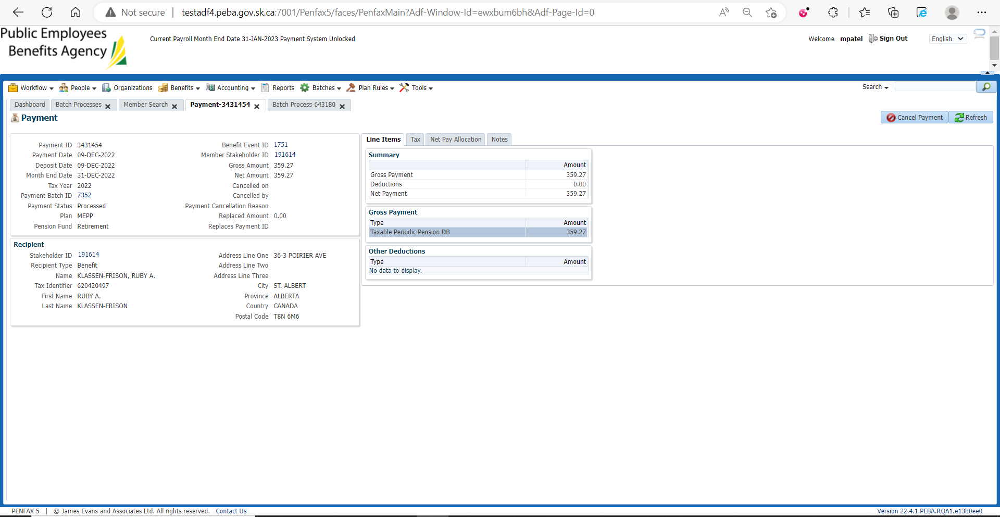 Not secure
testadf4.peba.gov.sk.ca:7001/Penfax5/faces/PenfaxMain?Adf-Window-Id=ewxbum6bh&Adf-Page-Id=0
Public Employees
Benefits Agency
Current Payroll Month End Date 31-JAN-2023 Payment System Unlocked
Welcome mpatel Sign Out English
Workflow People Organizations Benefits Accounting Reports Batches Plan Rules Tools Search
Dashboard Batch Processes Member Search Payment-3431454 Batch Process-643180
Payment
Cancel Payment Refresh
Payment ID 3431454
Payment Date 09-DEC-2022
Deposit Date 09-DEC-2022
Month End Date 31-DEC-2022
Tax Year 2022
Payment Batch ID 7352
Payment Status Processed
Plan MEPP
Pension Fund Retirement
Benefit Event ID 1751
Member Stakeholder ID 191614
Gross Amount 359.27
Net Amount 359.27
Cancelled on
Cancelled by
Payment Cancellation Reason
Replaced Amount 0.00
Replaces Payment ID
Recipient
Stakeholder ID 191614
Recipient Type Benefit
Name KLASSEN-FRISON, RUBY A.
Tax Identifier 620420497
First Name RUBY A.
Last Name KLASSEN-FRISON
Address Line One 36-3 POIRIER AVE
Address Line Two
Address Line Three
City ST. ALBERT
Province ALBERTA
Country CANADA
Postal Code T8N 6M6
Line Items Tax Net Pay Allocation Notes
Summary
Amount
Gross Payment 359.27
Deductions 0.00
Net Payment 359.27
Gross Payment
Type Amount
Taxable Periodic Pension DB 359.27
Other Deductions
Type Amount
No data to display.
PENFAX 5 | © James Evans and Associates Ltd. All rights reserved. Contact Us
Version 22.4.1.PEBA.RQA1.e13b0ee0